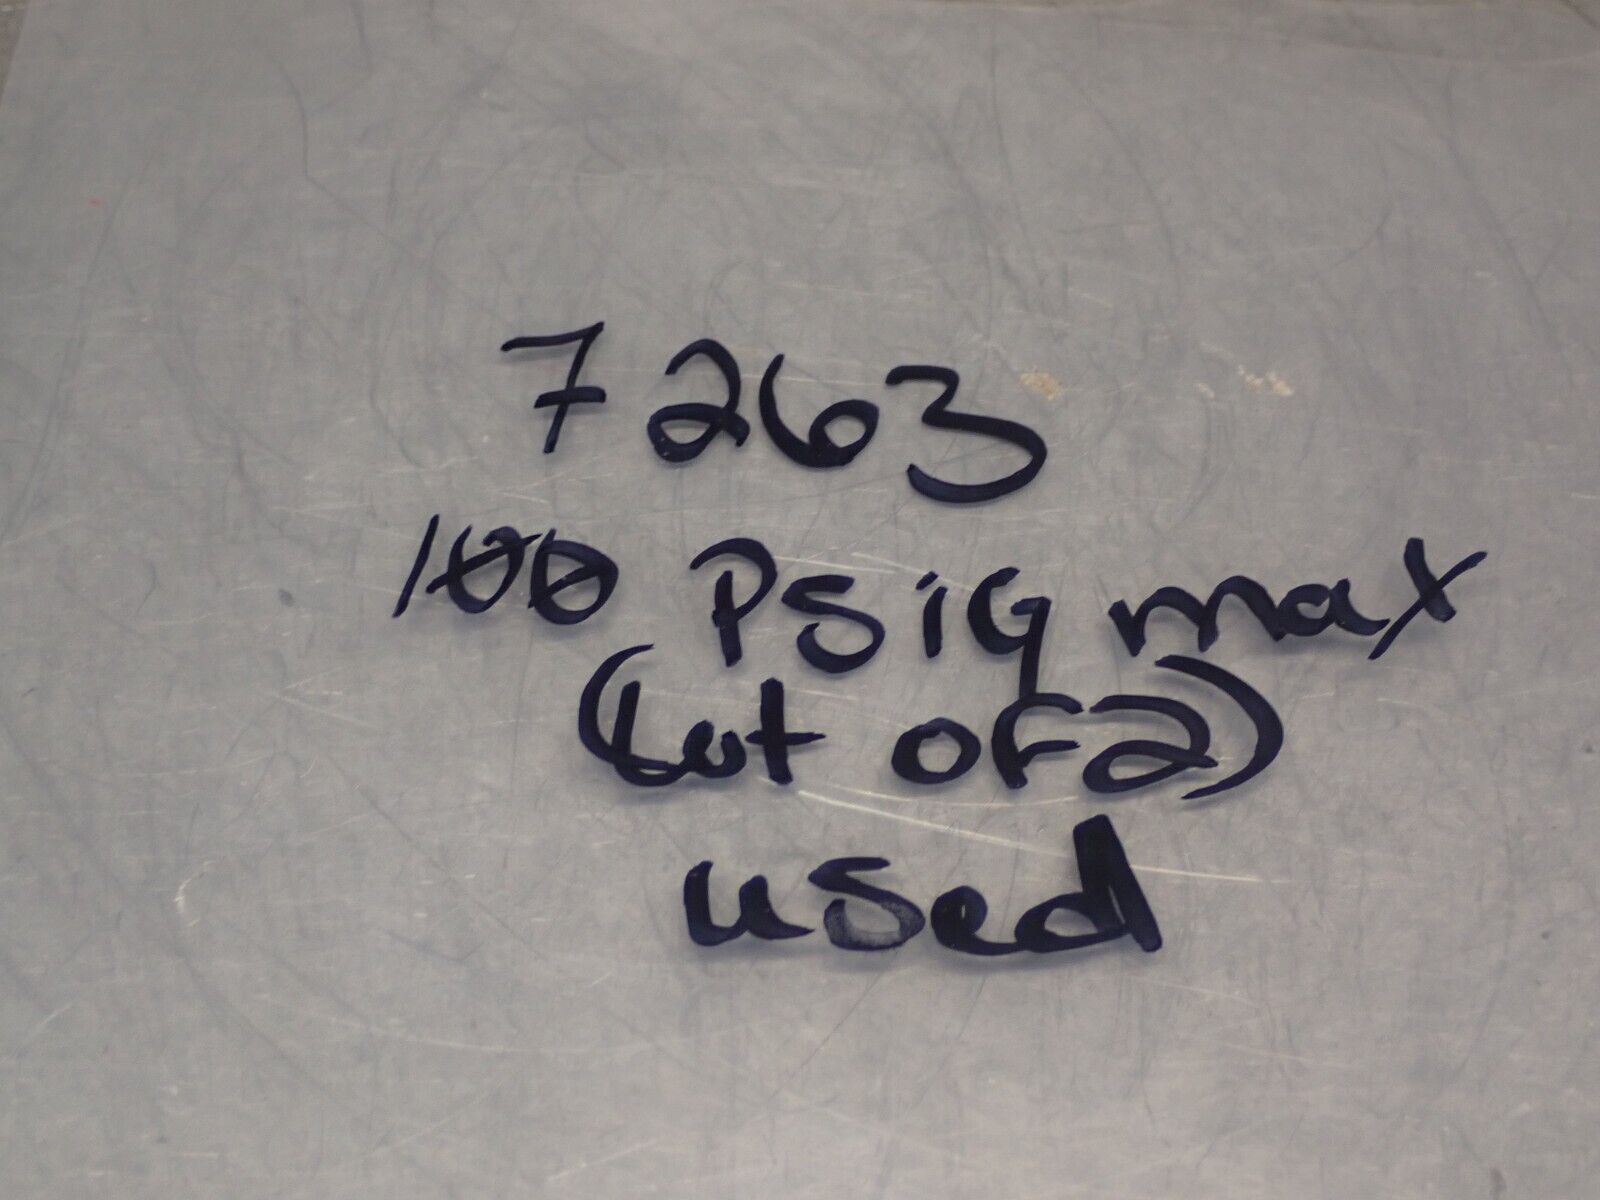 7263
100 PSig max
(Lot of 2)
used